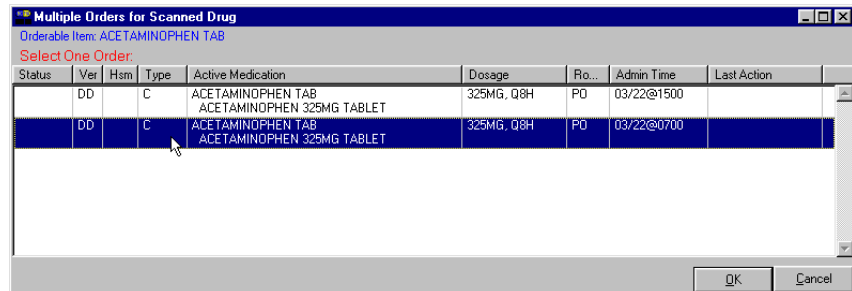 Multiple Orders for Scanned Drug
Orderable Item: ACETAMINOPHEN TAB
Select One Order:
Status Ver Hsm Type Active Medication Dosage Ro... Admin Time Last Action
DD C ACETAMINOPHEN TAB 325MG, Q8H PO 03/22@1500
ACETAMINOPHEN 325MG TABLET
DD C ACETAMINOPHEN TAB 325MG, Q8H PO 03/22@0700
ACETAMINOPHEN 325MG TABLET
OK Cancel